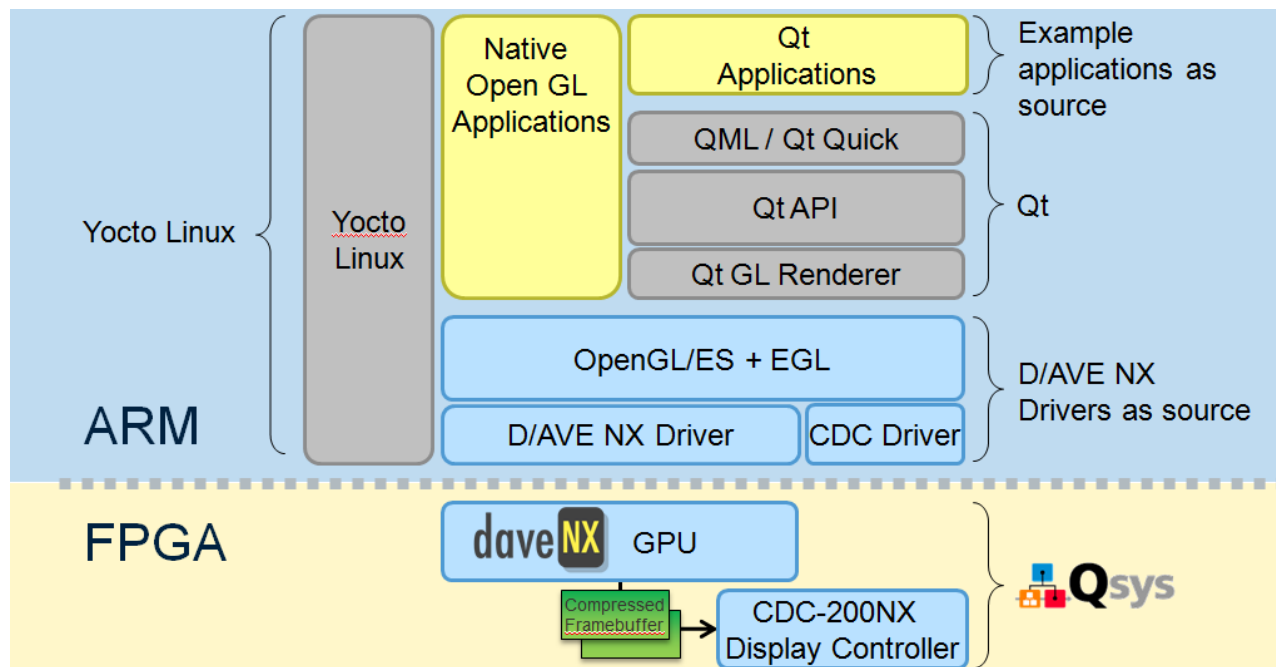 Yocto Linux
Yocto
Linux
Native
Open GL
Applications
Qt
Applications
QML / Qt Quick
Qt API
Qt GL Renderer
Example
applications as
source
Qt
OpenGL/ES + EGL
D/AVE NX Driver
CDC Driver
D/AVE NX
Drivers as source
ARM
FPGA
dave NX GPU
Compressed
Framebuffer
CDC-200NX
Display Controller
Qsys